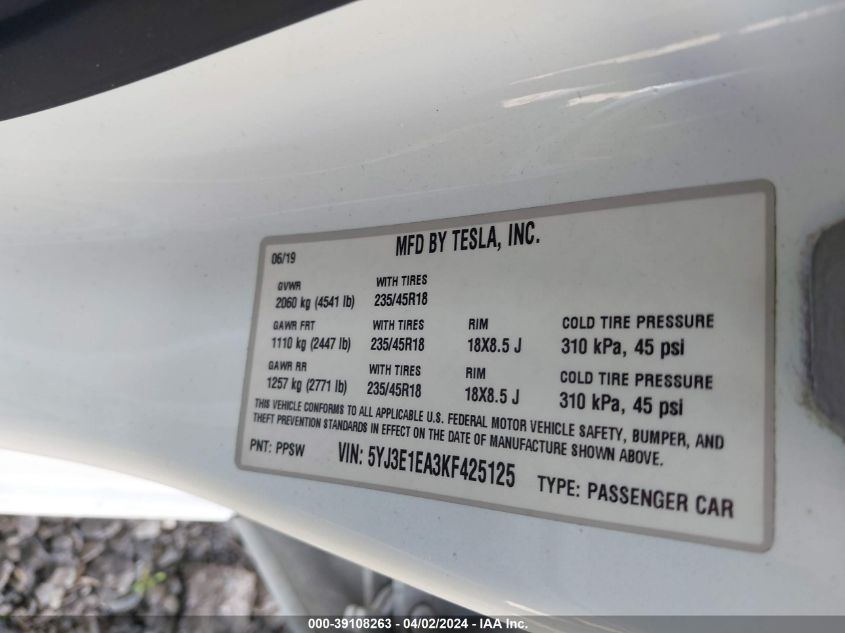 MFD BY TESLA, INC.
06/19
GVWR WITH TIRES
2060 kg (4541 lb) 235/45R18
GAWR FRT WITH TIRES RIM COLD TIRE PRESSURE
1110 kg (2447 lb) 235/45R18 18X8.5 J 310 kPa, 45 psi
GAWR RR WITH TIRES RIM COLD TIRE PRESSURE
1257 kg (2771 lb) 235/45R18 18X8.5 J 310 kPa, 45 psi
THIS VEHICLE CONFORMS TO ALL APPLICABLE U.S. FEDERAL MOTOR VEHICLE SAFETY, BUMPER, AND
THEFT PREVENTION STANDARDS IN EFFECT ON THE DATE OF MANUFACTURE SHOWN ABOVE.
PNT: PPSW VIN: 5YJ3E1EA3KF425125 TYPE: PASSENGER CAR
000-39108263 - 04/02/2024 - IAA Inc.